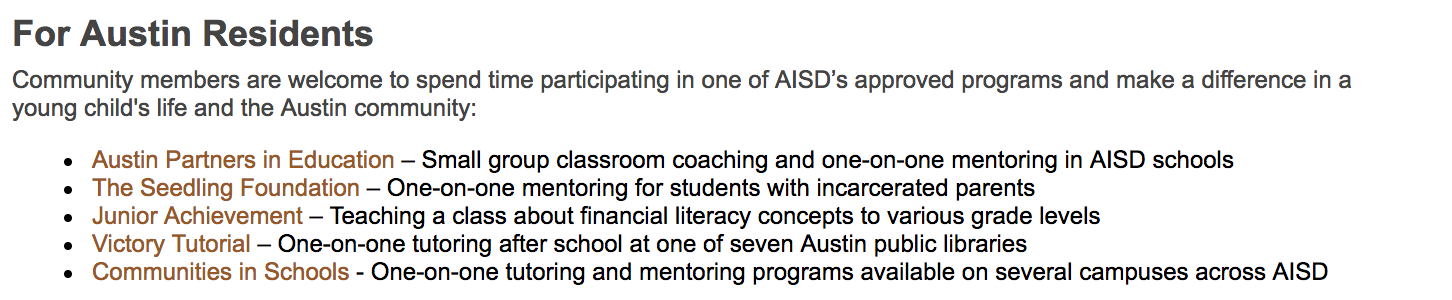 For Austin Residents
Community members are welcome to spend time participating in one of AISD’s approved programs and make a difference in a
young child's life and the Austin community:
• Austin Partners in Education – Small group classroom coaching and one-on-one mentoring in AISD schools
• The Seedling Foundation – One-on-one mentoring for students with incarcerated parents
• Junior Achievement – Teaching a class about financial literacy concepts to various grade levels
• Victory Tutorial – One-on-one tutoring after school at one of seven Austin public libraries
• Communities in Schools - One-on-one tutoring and mentoring programs available on several campuses across AISD